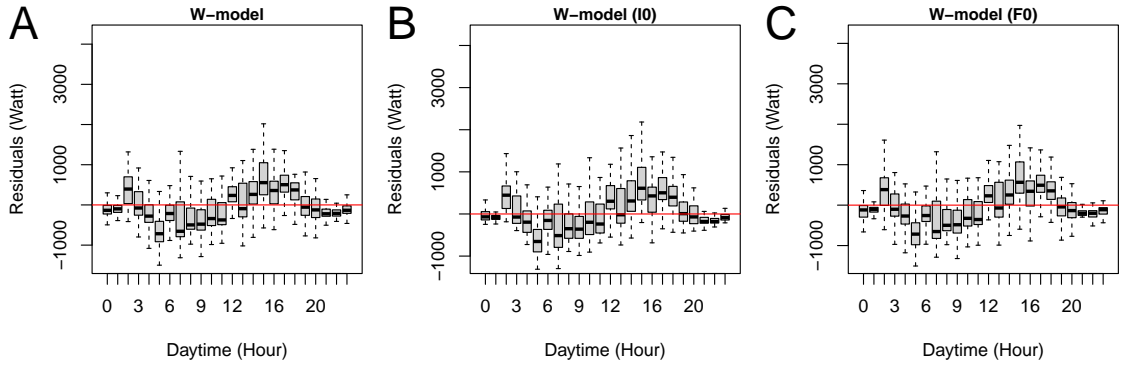 A
W-model
Residuals (Watt)
3000
1000
−1000
0 3 6 9 12 16 20
Daytime (Hour)
B
W-model (I0)
Residuals (Watt)
3000
1000
−1000
0 3 6 9 12 16 20
Daytime (Hour)
C
W-model (F0)
Residuals (Watt)
3000
1000
−1000
0 3 6 9 12 16 20
Daytime (Hour)